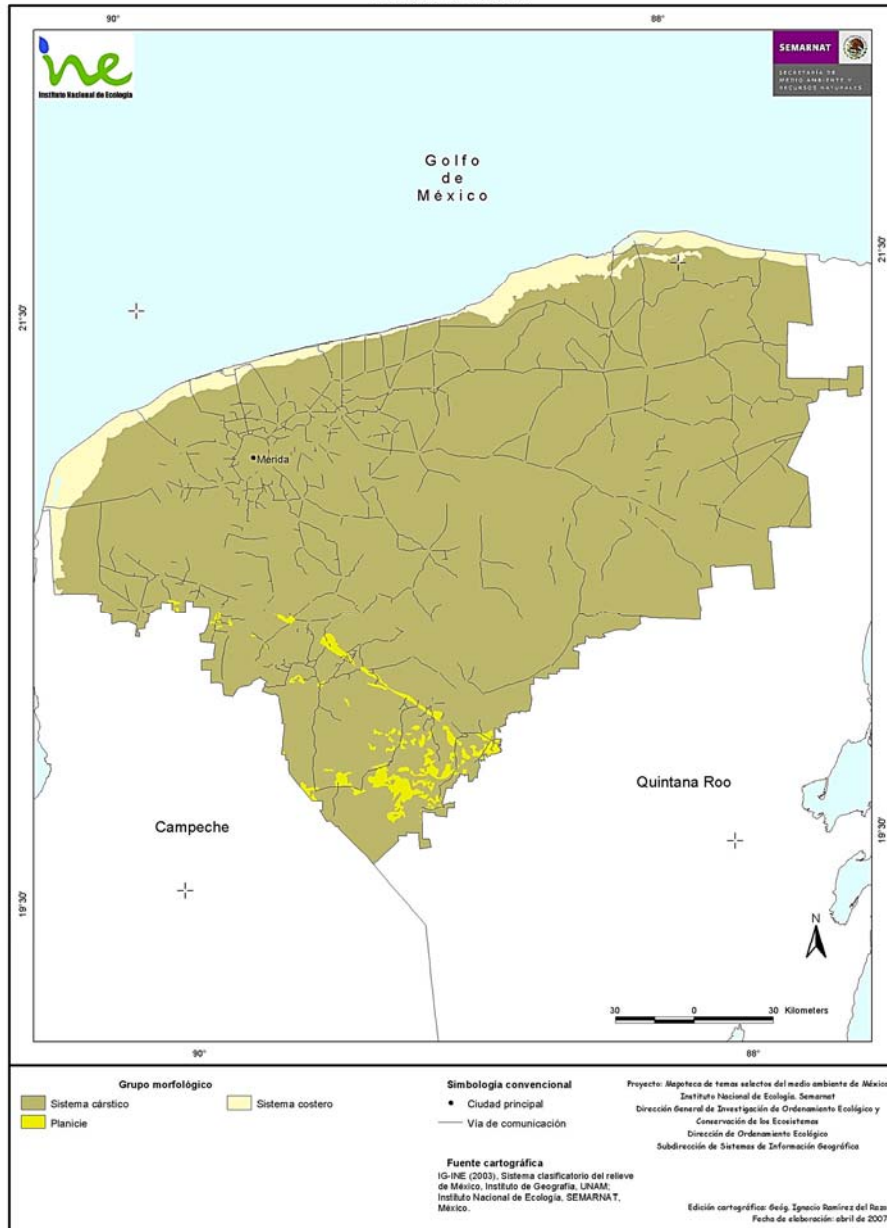 90°
88°
ine
Instituto Nacional de Ecología
SEMARNAT
SECRETARÍA DE
MEDIO AMBIENTE Y
RECURSOS NATURALES
Golfo
de
México
21°30'
21°30'
Mérida
Quintana Roo
Campeche
19°30'
19°30'
N
30 0 30 Kilometers
90°
88°
Grupo morfológico
Sistema cárstico
Sistema costero
Planicie
Simbología convencional
Ciudad principal
Vía de comunicación
Fuente cartográfica
IG-INE (2003), Sistema clasificatorio del relieve
de México, Instituto de Geografía, UNAM;
Instituto Nacional de Ecología, SEMARNAT,
México.
Proyecto: Mapoteca de temas selectos del medio ambiente de México
Instituto Nacional de Ecología. Semarnat
Dirección General de Investigación de Ordenamiento Ecológico y
Conservación de los Ecosistemas
Dirección de Ordenamiento Ecológico
Subdirección de Sistemas de Información Geográfica
Edición cartográfica: Geóg. Ignacio Ramírez del Razo
Fecha de elaboración: abril de 2007